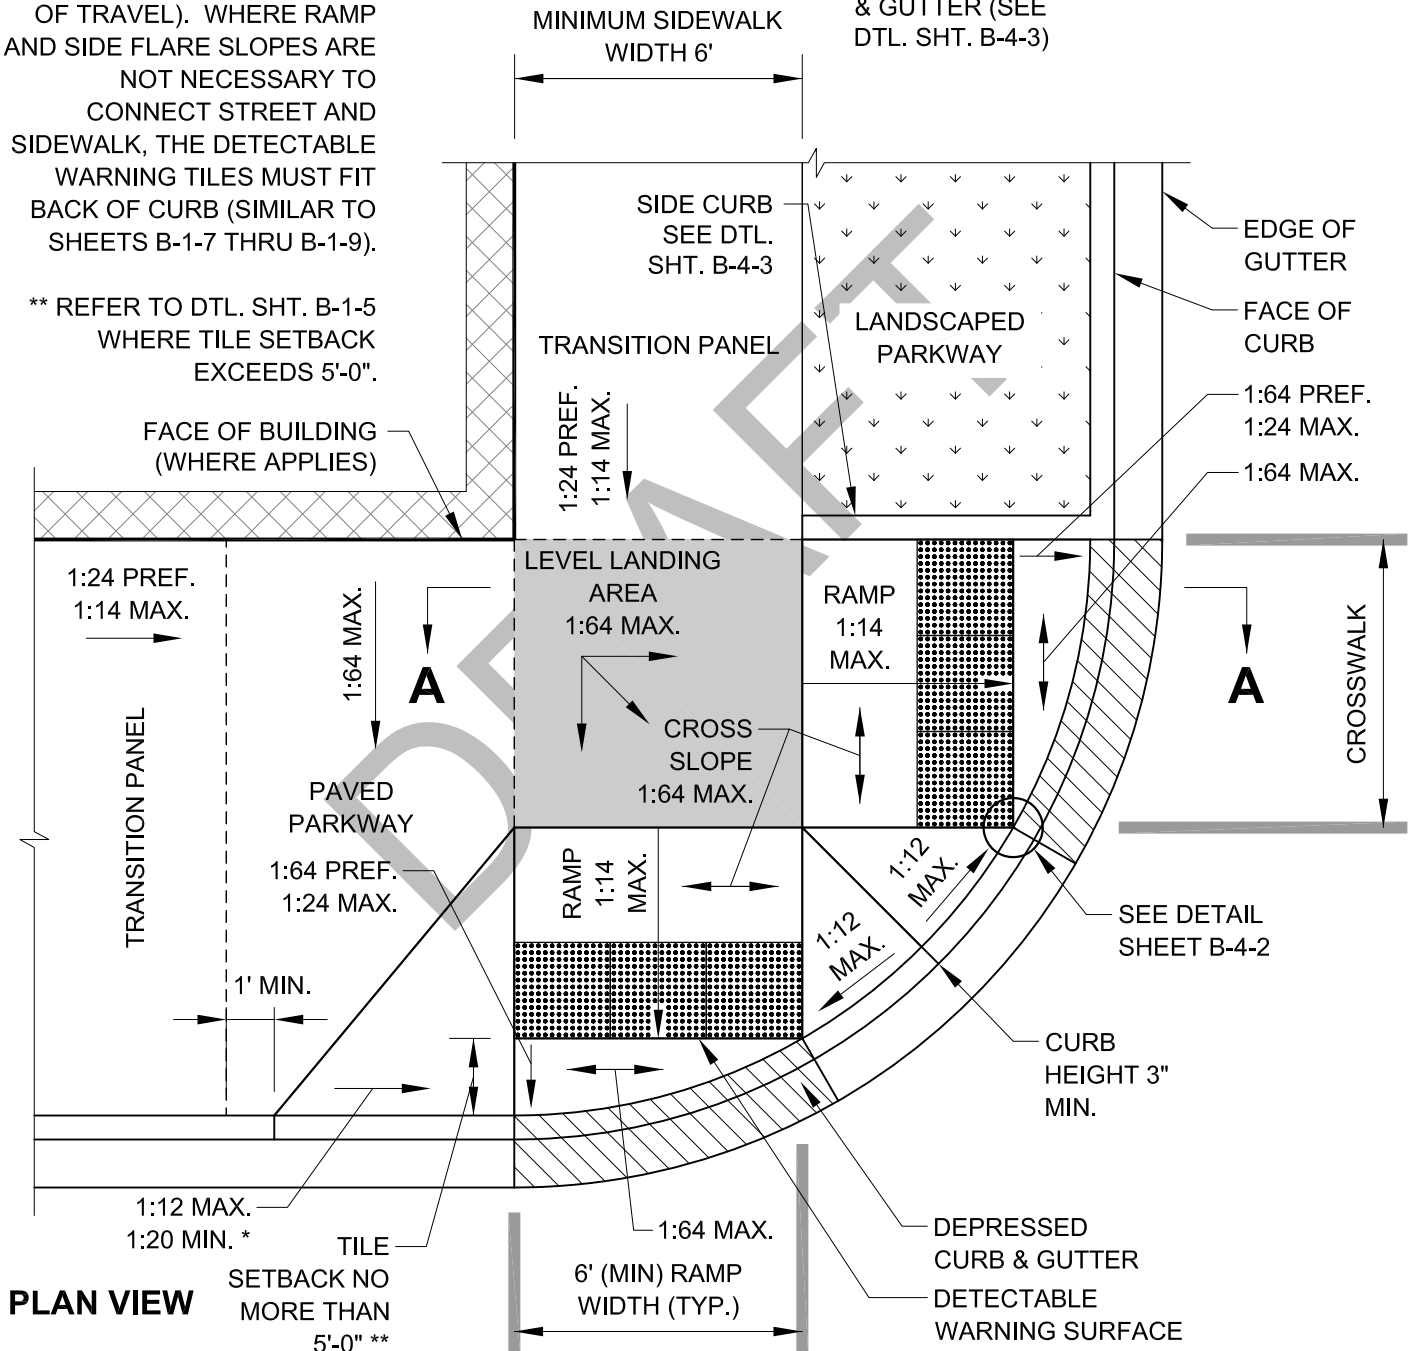 OF TRAVEL). WHERE RAMP
AND SIDE FLARE SLOPES ARE
NOT NECESSARY TO
CONNECT STREET AND
SIDEWALK, THE DETECTABLE
WARNING TILES MUST FIT
BACK OF CURB (SIMILAR TO
SHEETS B-1-7 THRU B-1-9).
** REFER TO DTL. SHT. B-1-5
WHERE TILE SETBACK
EXCEEDS 5'-0".
FACE OF BUILDING
(WHERE APPLIES)
MINIMUM SIDEWALK
WIDTH 6'
& GUTTER (SEE
DTL. SHT. B-4-3)
SIDE CURB
SEE DTL.
SHT. B-4-3
TRANSITION PANEL
1:24 PREF.
1:14 MAX.
LANDSCAPED
PARKWAY
EDGE OF
GUTTER
FACE OF
CURB
1:64 PREF.
1:24 MAX.
1:64 MAX.
DRAFT
1:24 PREF.
1:14 MAX.
1:64 MAX.
A
LEVEL LANDING
AREA
1:64 MAX.
RAMP
1:14
MAX.
A
CROSSWALK
TRANSITION PANEL
CROSS
SLOPE
1:64 MAX.
PAVED
PARKWAY
1:64 PREF.
1:24 MAX.
RAMP
1:14
MAX.
1:12
MAX.
1:12
MAX.
SEE DETAIL
SHEET B-4-2
1' MIN.
CURB
HEIGHT 3"
MIN.
1:12 MAX.
1:20 MIN. *
TILE
SETBACK NO
MORE THAN
5'-0" **
1:64 MAX.
6' (MIN) RAMP
WIDTH (TYP.)
DEPRESSED
CURB & GUTTER
DETECTABLE
WARNING SURFACE
PLAN VIEW